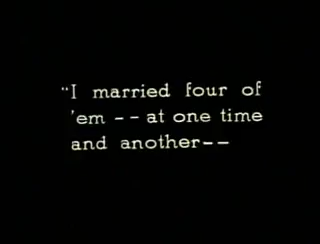 "I married four of
'em -- at one time
and another--